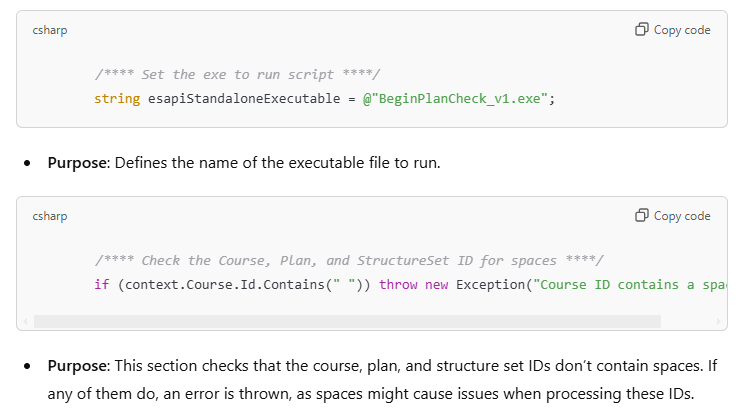 csharp Copy code
/**** Set the exe to run script ****/
string esapiStandaloneExecutable = @"BeginPlanCheck_v1.exe";
• Purpose: Defines the name of the executable file to run.
csharp Copy code
/**** Check the Course, Plan, and StructureSet ID for spaces ****/
if (context.Course.Id.Contains(" ")) throw new Exception("Course ID contains a spa
• Purpose: This section checks that the course, plan, and structure set IDs don't contain spaces. If
any of them do, an error is thrown, as spaces might cause issues when processing these IDs.